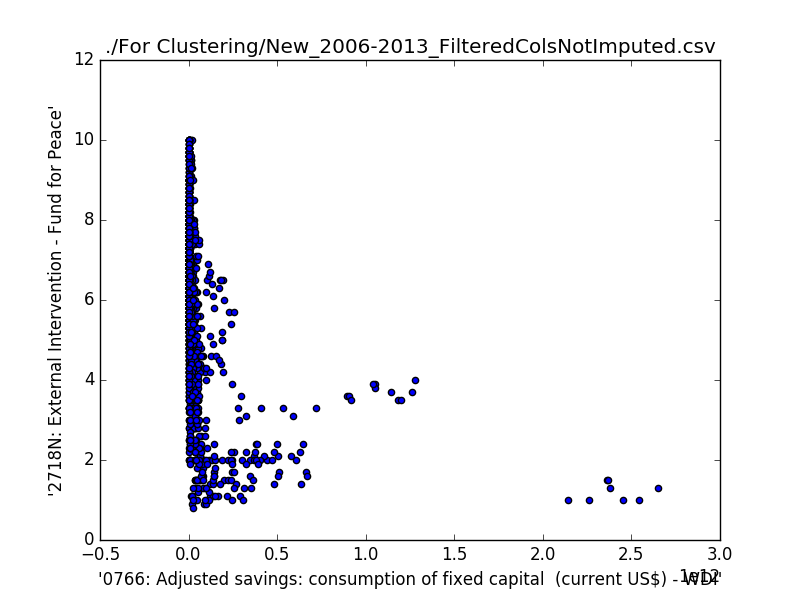 ./For Clustering/New_2006-2013_FilteredColsNotImputed.csv
'2718N: External Intervention - Fund for Peace'
12
10
8
6
4
2
0
−0.5 0.0 0.5 1.0 1.5 2.0 2.5 3.0
1e12
'0766: Adjusted savings: consumption of fixed capital  (current US$) - WDI'